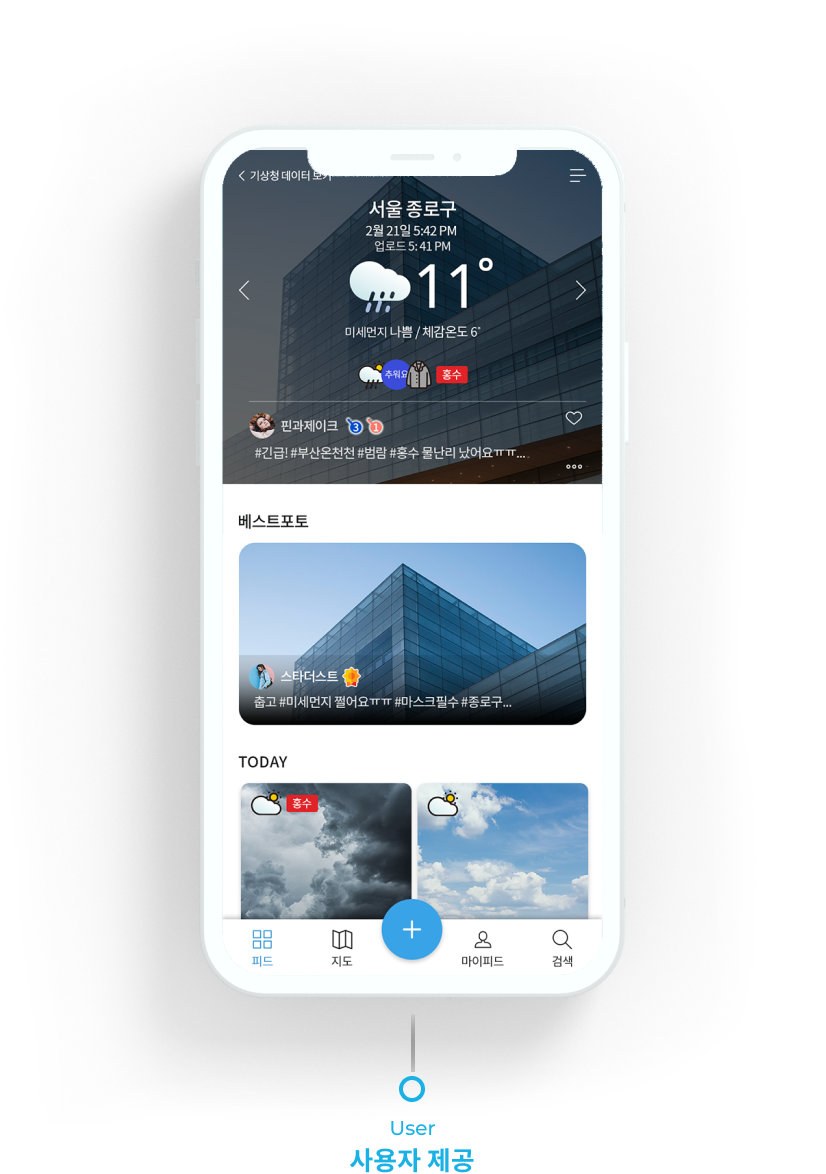 기상청 데이터 보기
서울 종로구
2월 21일 5:42 PM
업로드 5: 41 PM
11°
미세먼지 나쁨 / 체감온도 6°
추워요
홍수
핀과제이크 3 1
#긴급! #부산온천천 #범람 #홍수 물난리 났어요ㅠㅠ...
베스트포토
스타더스트
춥고 #미세먼지 쩔어요ㅠㅠ #마스크필수 #종로구...
TODAY
홍수
+
피드 지도 마이피드 검색
User
사용자 제공